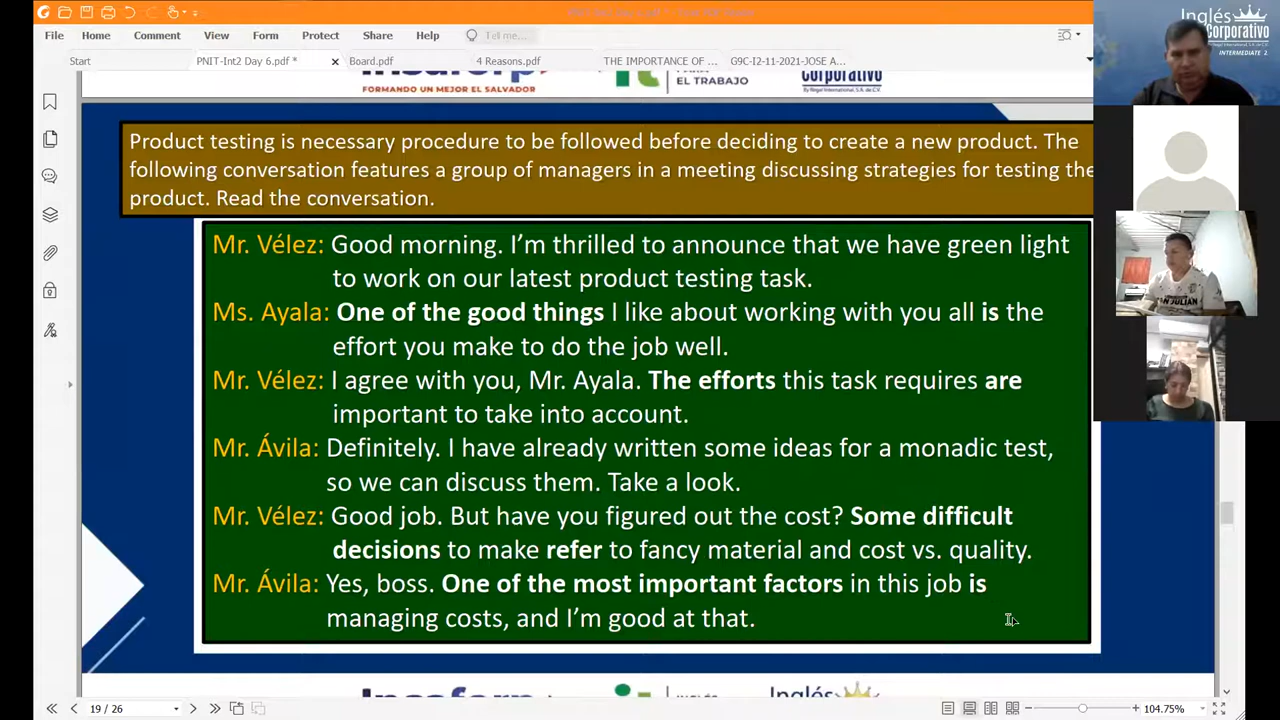 File Home Comment View Form Protect Share Help Tell me...
Start PNIT-Int2 Day 6.pdf * Board.pdf 4 Reasons.pdf THE IMPORTANCE OF ... G9C-I2-11-2021-JOSE A...
FORMANDO UN MEJOR EL SALVADOR
EL TRABAJO
Corporativo
Inglés
Corporativo
INTERMEDIATE 2
Product testing is necessary procedure to be followed before deciding to create a new product. The
following conversation features a group of managers in a meeting discussing strategies for testing the
product. Read the conversation.
Mr. Vélez: Good morning. I'm thrilled to announce that we have green light
to work on our latest product testing task.
Ms. Ayala: One of the good things I like about working with you all is the
effort you make to do the job well.
Mr. Vélez: I agree with you, Mr. Ayala. The efforts this task requires are
important to take into account.
Mr. Ávila: Definitely. I have already written some ideas for a monadic test,
so we can discuss them. Take a look.
Mr. Vélez: Good job. But have you figured out the cost? Some difficult
decisions to make refer to fancy material and cost vs. quality.
Mr. Ávila: Yes, boss. One of the most important factors in this job is
managing costs, and I'm good at that.
19 / 26
104.75%